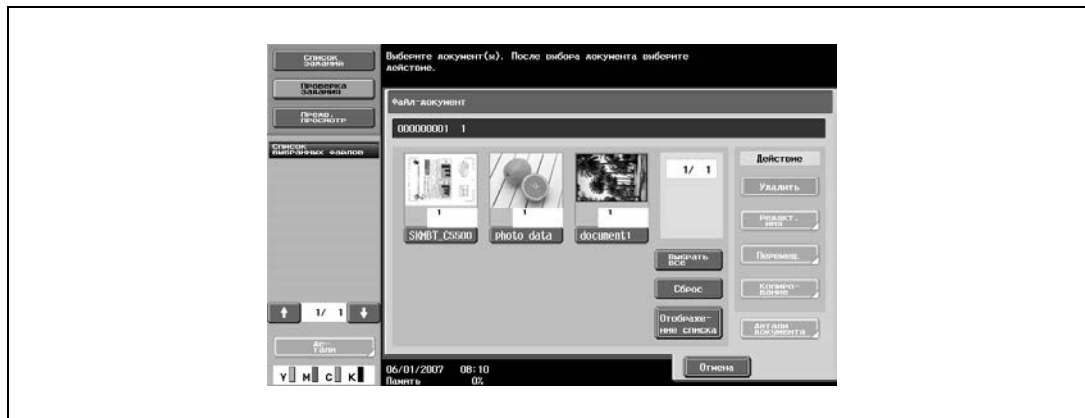 Список
задания
Проверка
задания
Предв.
просмотр
Список
выбранных файлов
1/ 1
Де-
тали
Y M C K
Выберите документ(ы). После выбора документа выберите
действие.
Файл-документ
000000001 1
1
SKMBT_C5500
1
photo data
1
document1
1/ 1
Выбрать
все
Сброс
Отображе-
ние списка
Действие
Удалить
Редакт.
имя
Перемещ.
Копиро-
вание
Детали
документа
06/01/2007 08:10
Память 0%
Отмена